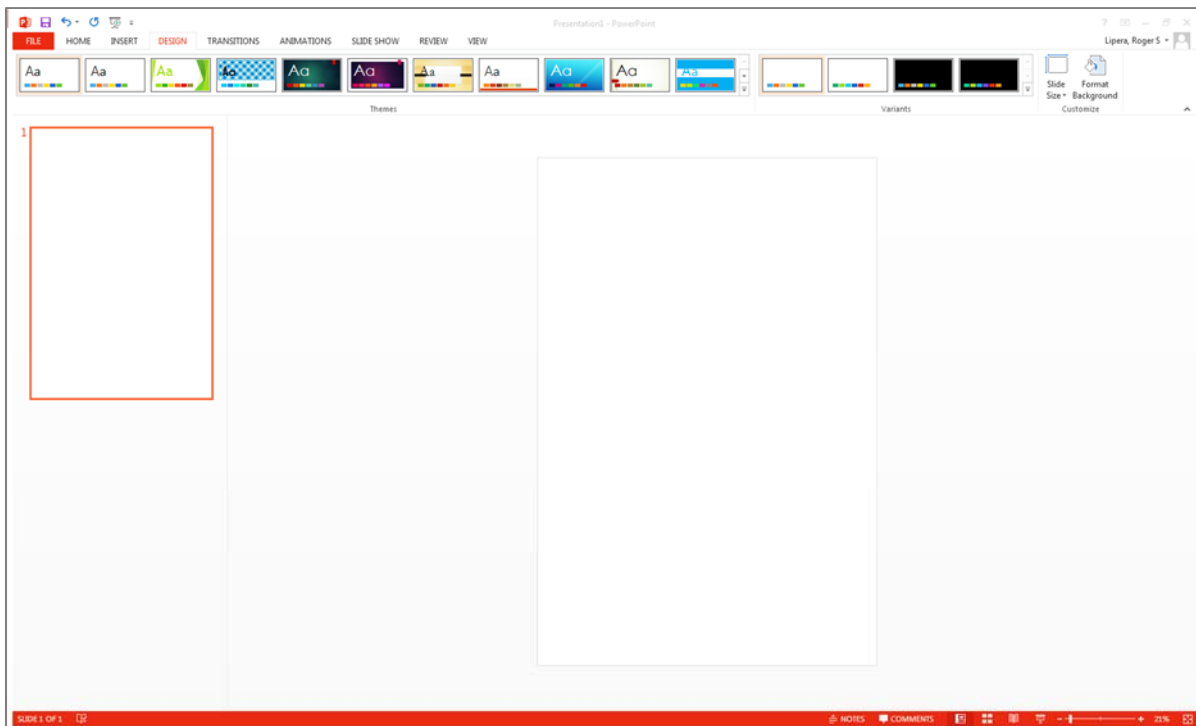 Presentation1 - PowerPoint
FILE HOME INSERT DESIGN TRANSITIONS ANIMATIONS SLIDE SHOW REVIEW VIEW
Lipera, Roger S
Aa Aa Aa Aa Aa Aa Aa Aa Aa Aa Aa
Slide Size Format Background
Themes Variants Customize
1
SLIDE 1 OF 1 NOTES COMMENTS 21%